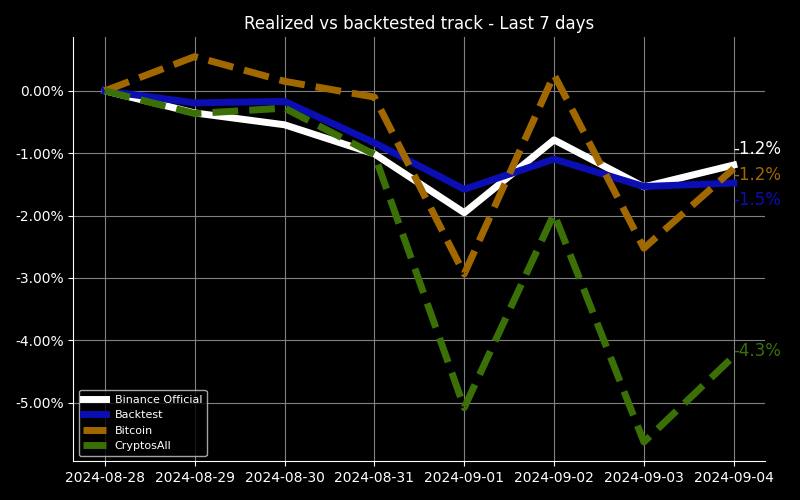 Realized vs backtested track - Last 7 days
0.00%
-1.00%
-2.00%
-3.00%
-4.00%
-5.00%
-1.2%
-1.2%
-1.5%
-4.3%
Binance Official
Backtest
Bitcoin
CryptosAll
2024-08-28 2024-08-29 2024-08-30 2024-08-31 2024-09-01 2024-09-02 2024-09-03 2024-09-04